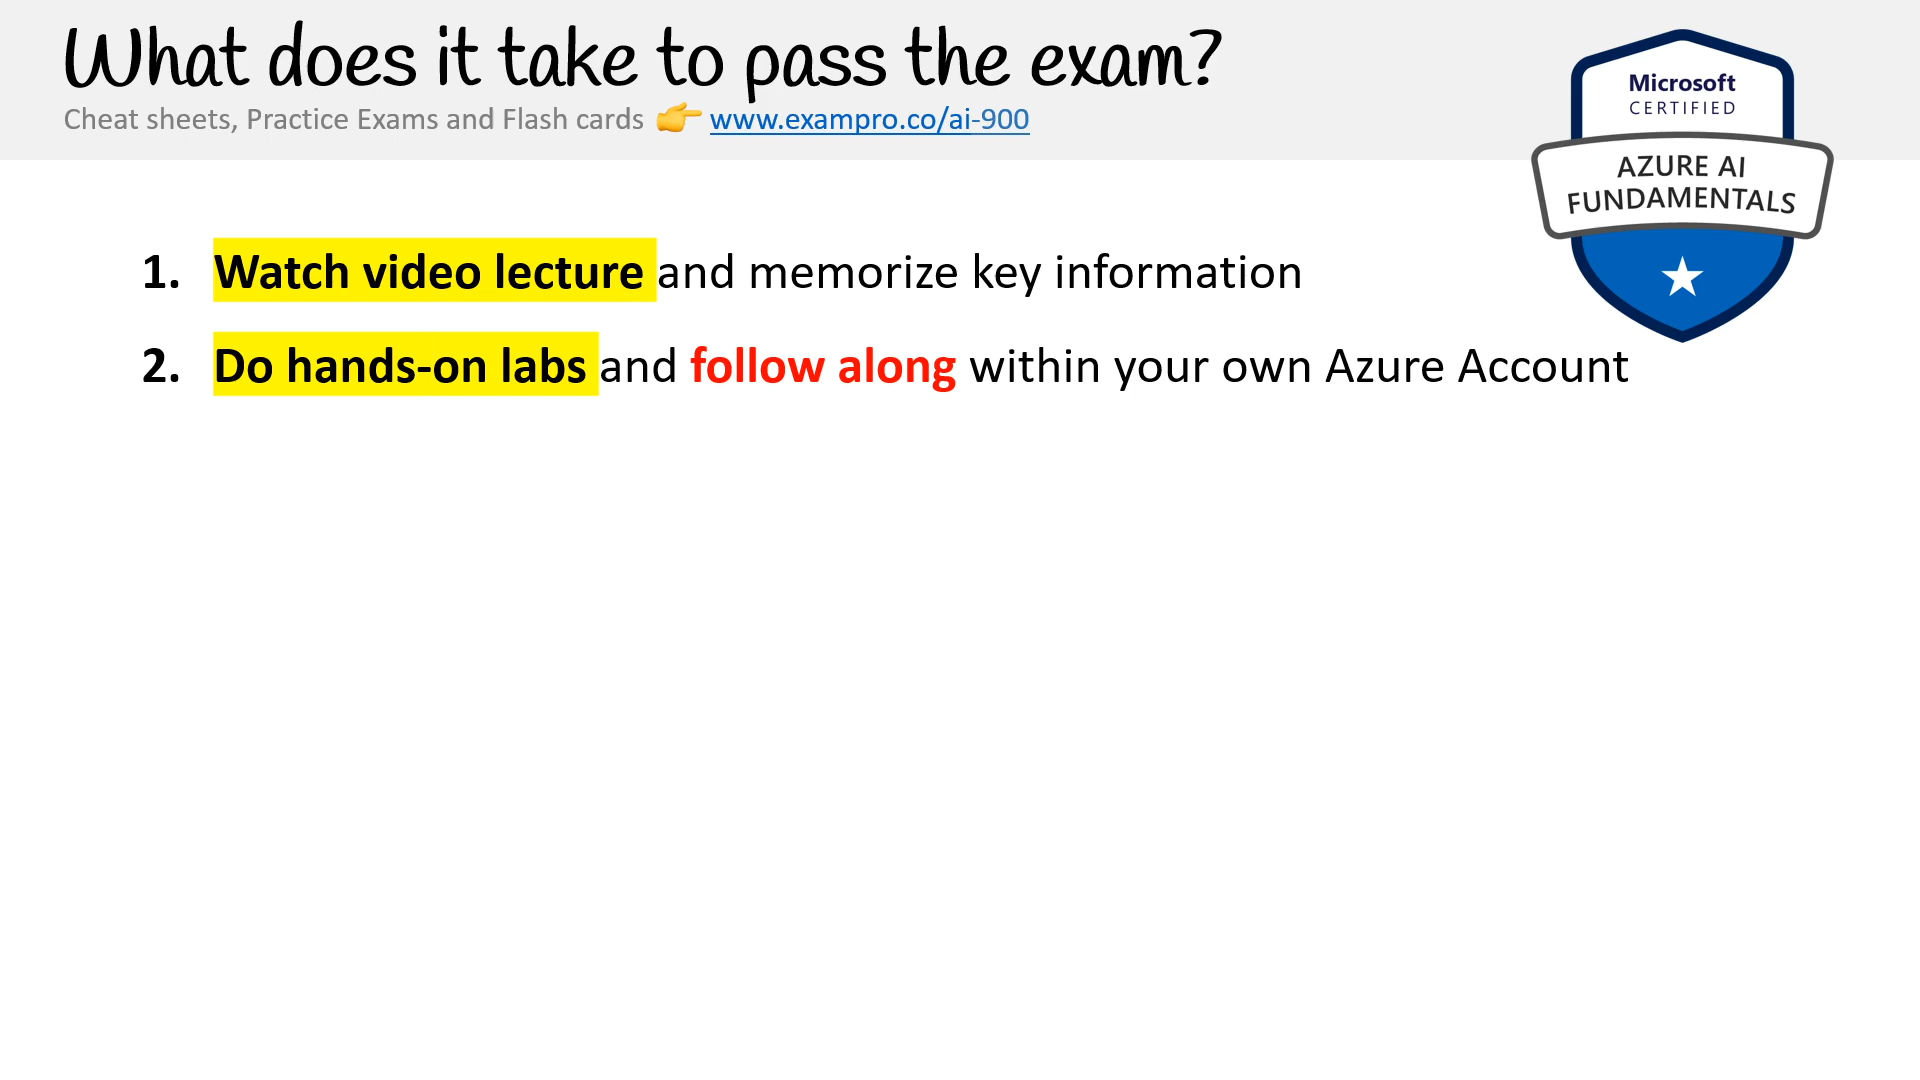 What does it take to pass the exam?
Cheat sheets, Practice Exams and Flash cards 👉 www.exampro.co/ai-900
Microsoft
CERTIFIED
AZURE AI
FUNDAMENTALS
1. Watch video lecture and memorize key information
2. Do hands-on labs and follow along within your own Azure Account